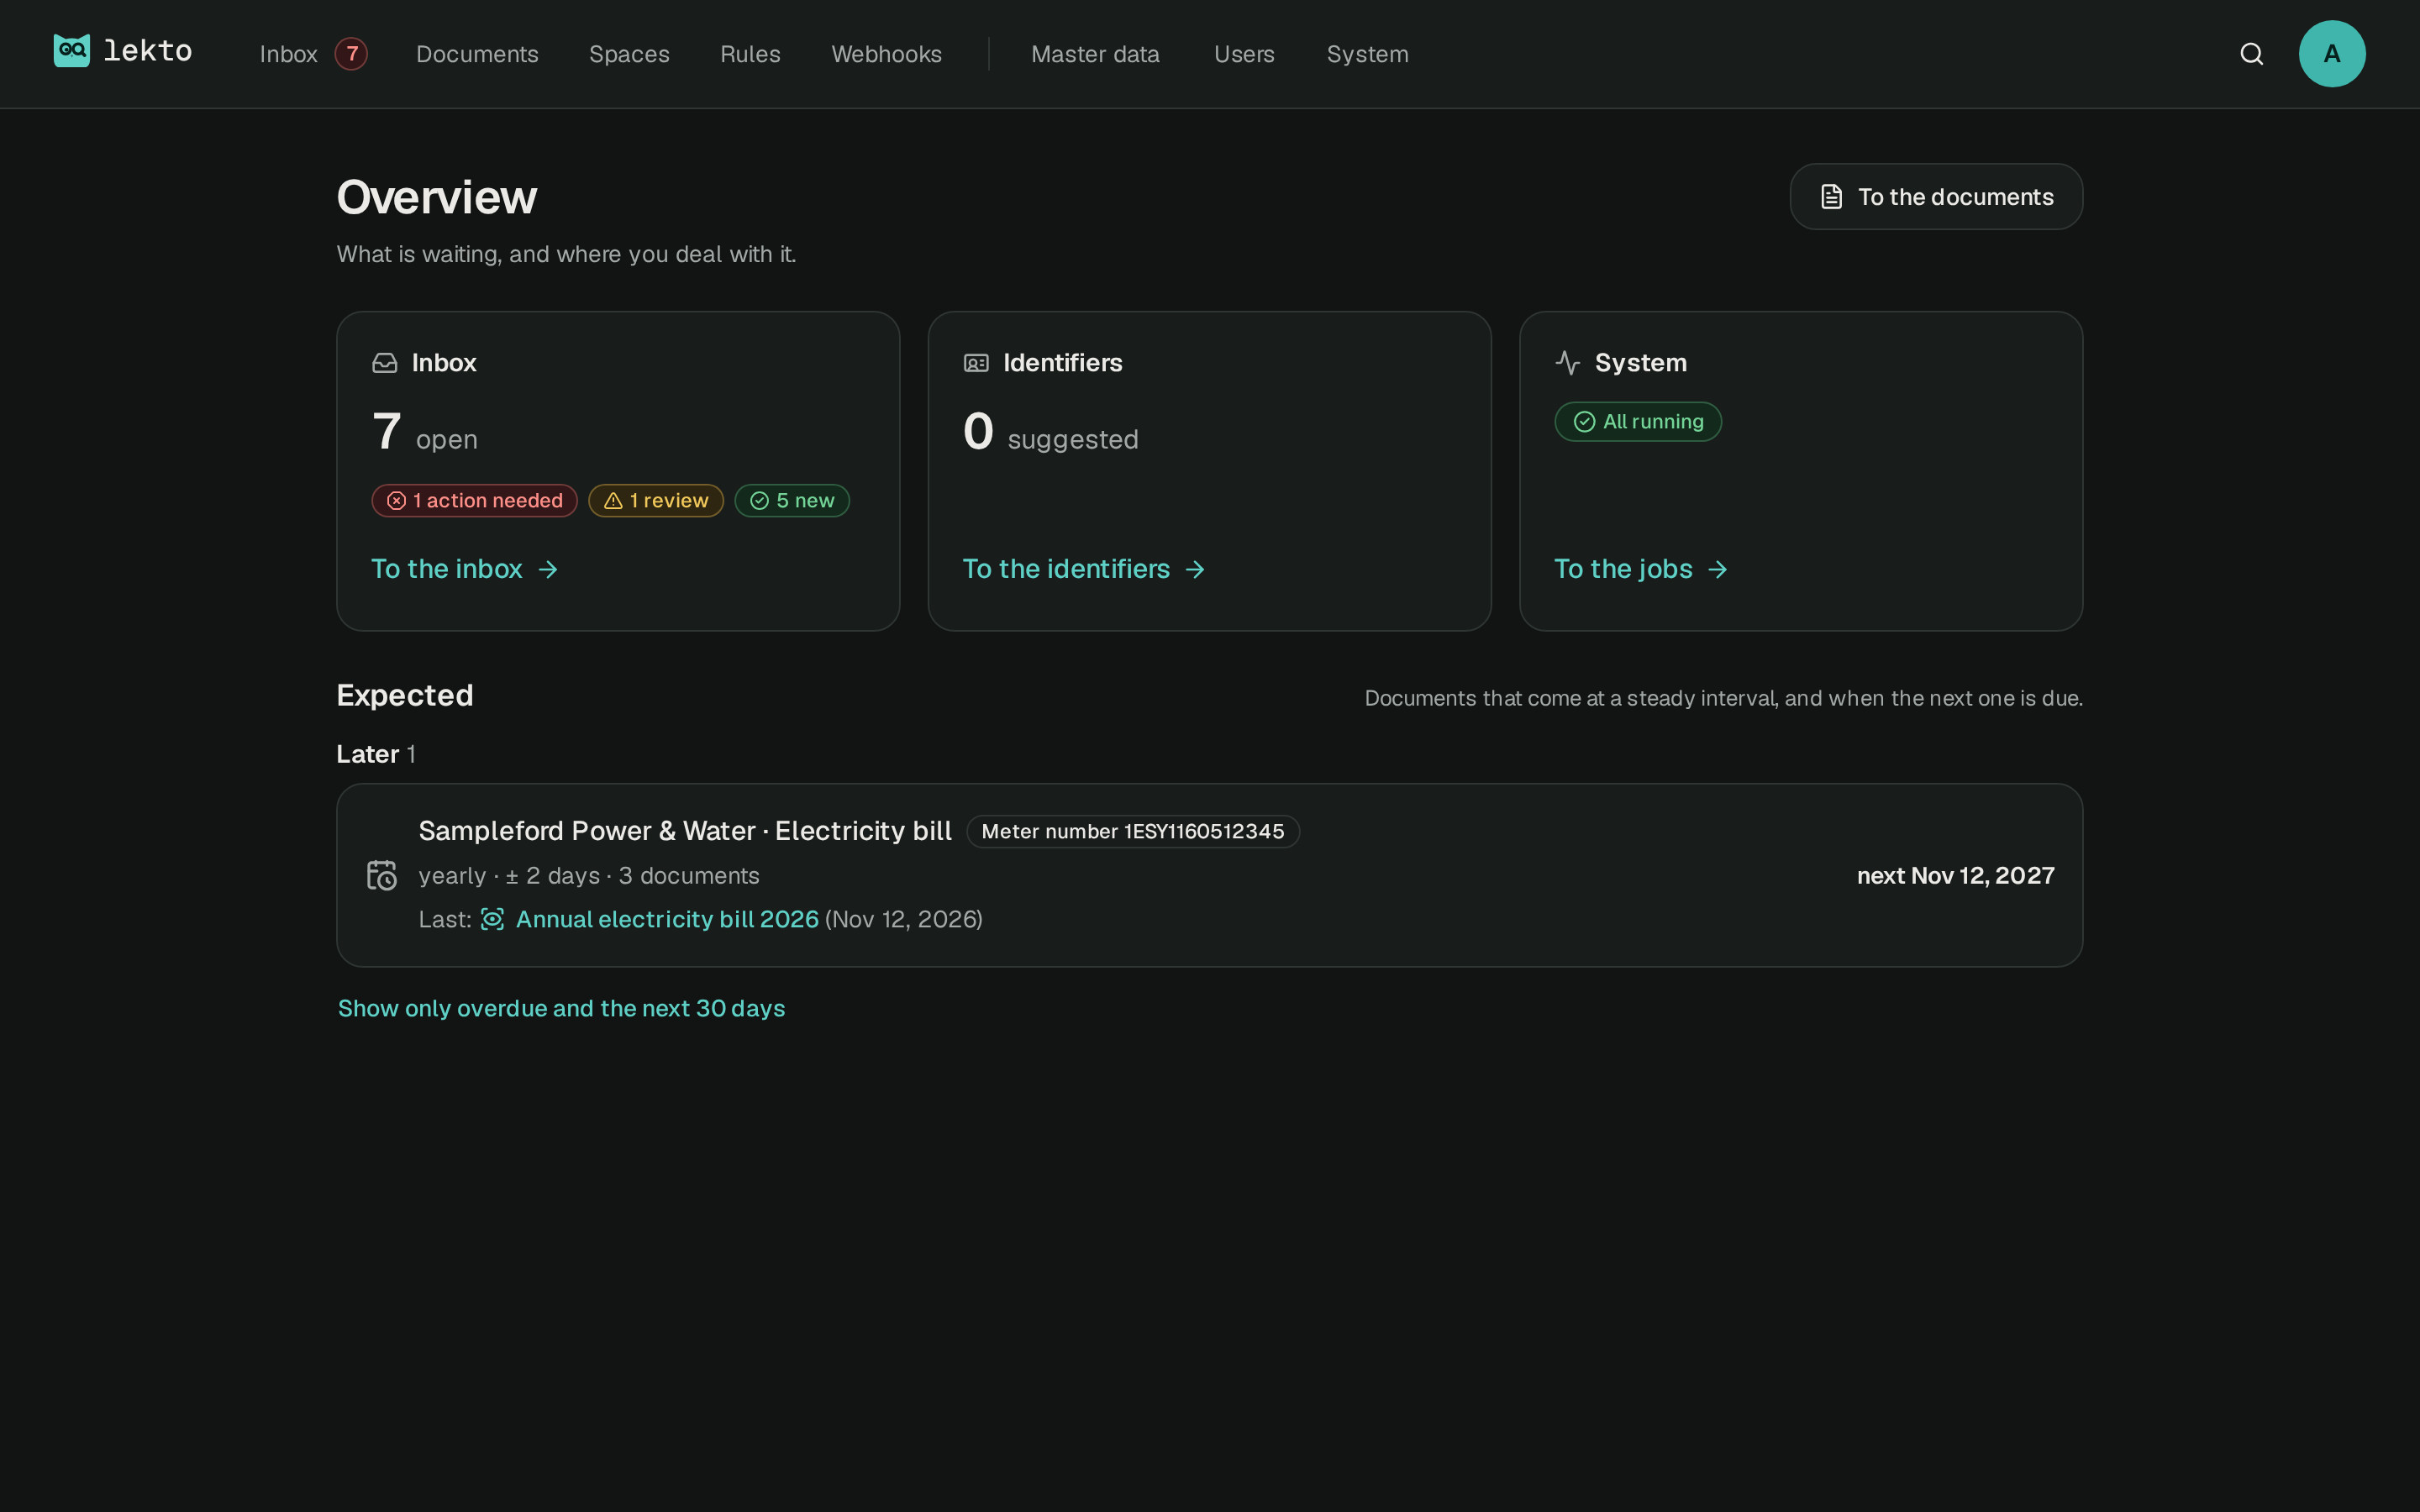 lekto Inbox 7 Documents Spaces Rules Webhooks Master data Users System A
Overview
To the documents
What is waiting, and where you deal with it.
Inbox
7 open
1 action needed 1 review 5 new
To the inbox →
Identifiers
0 suggested
To the identifiers →
System
All running
To the jobs →
Expected
Documents that come at a steady interval, and when the next one is due.
Later 1
Sampleford Power & Water · Electricity bill Meter number 1ESY1160512345
yearly · ± 2 days · 3 documents
next Nov 12, 2027
Last: Annual electricity bill 2026 (Nov 12, 2026)
Show only overdue and the next 30 days